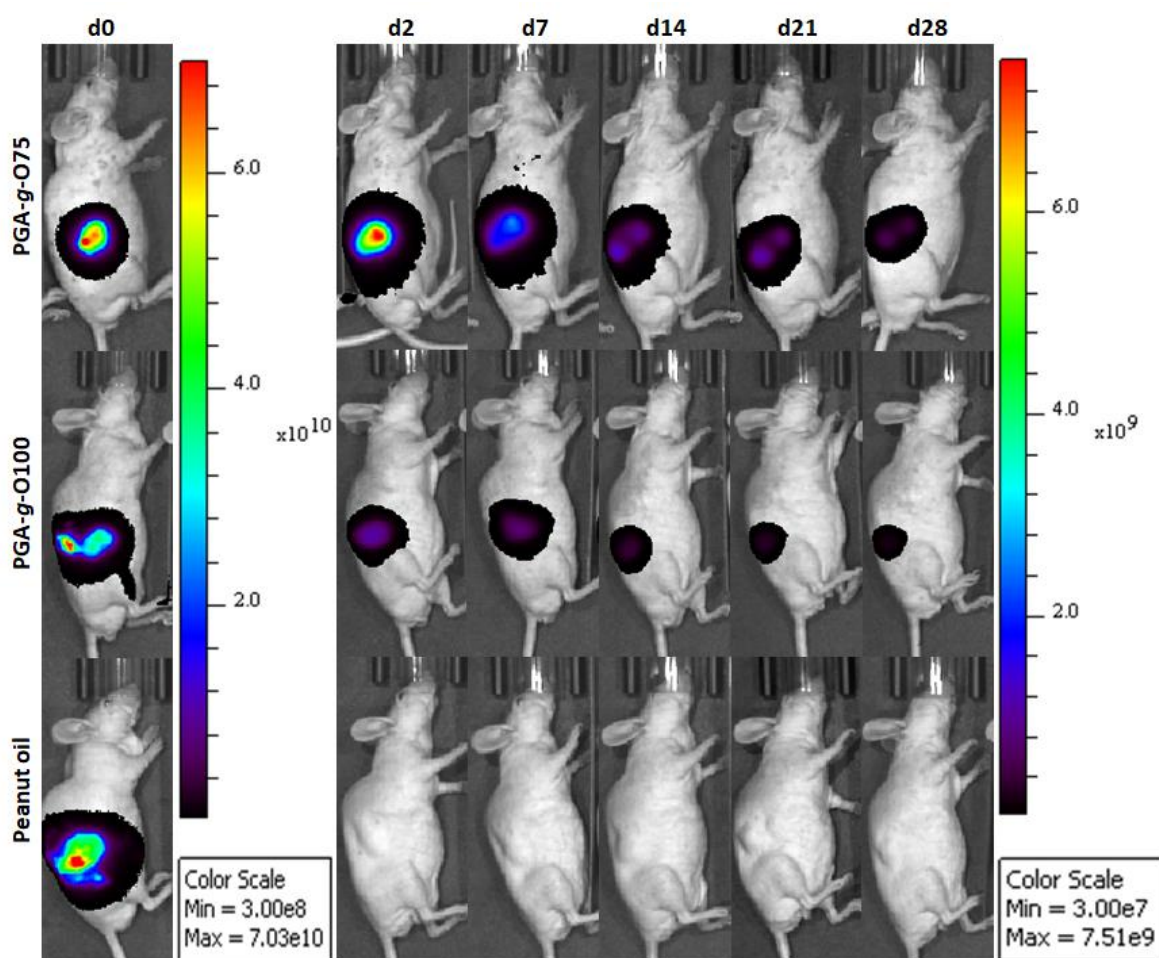 d0 d2 d7 d14 d21 d28
PGA-g-O75
6.0
4.0
x10^10
2.0
6.0
4.0
x10^9
2.0
PGA-g-O100
Peanut oil
Color Scale
Min = 3.00e8
Max = 7.03e10
Color Scale
Min = 3.00e7
Max = 7.51e9